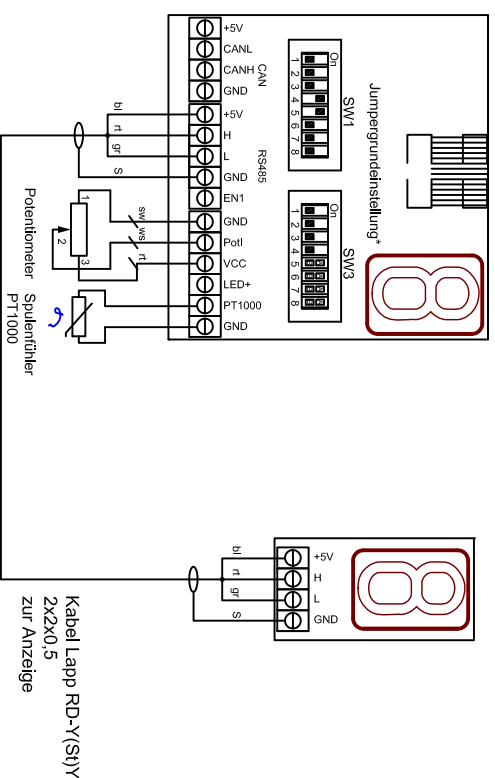 +5V
CANL
CANH
GND
CAN
+5V
H
L
GND
EN1
RS485
GND
Potl
VCC
LED+
PT1000
GND
bl
rt
gr
S
sw
ws
rt
1
2
3
Potentiometer
Spulenfühler
PT1000
On
1 2 3 4 5 6 7 8
SW1
On
1 2 3 4 5 6 7 8
SW3
Jumpergrundeinstellung*
+5V
H
L
GND
bl
rt
gr
S
Kabel Lapp RD-Y(St)Y
2x2x0,5
zur Anzeige